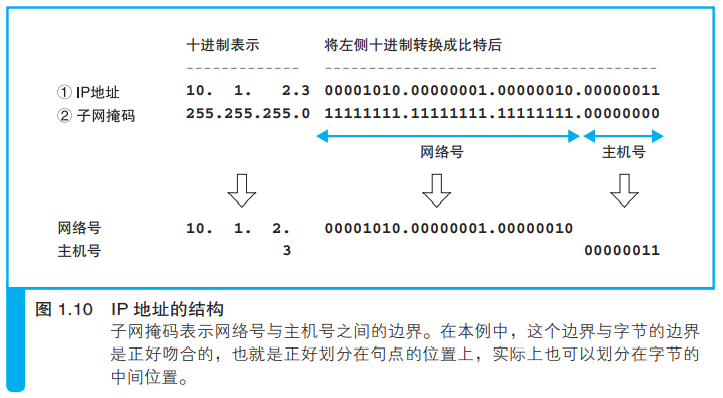 十进制表示 将左侧十进制转换成比特后
① IP地址 10. 1. 2.3 00001010.00000001.00000010.00000011
② 子网掩码 255.255.255.0 11111111.11111111.11111111.00000000
网络号 主机号
网络号 10. 1. 2. 00001010.00000001.00000010
主机号 3 00000011
图 1.10 IP 地址的结构
子网掩码表示网络号与主机号之间的边界。在本例中，这个边界与字节的边界
是正好吻合的，也就是正好划分在句点的位置上，实际上也可以划分在字节的
中间位置。